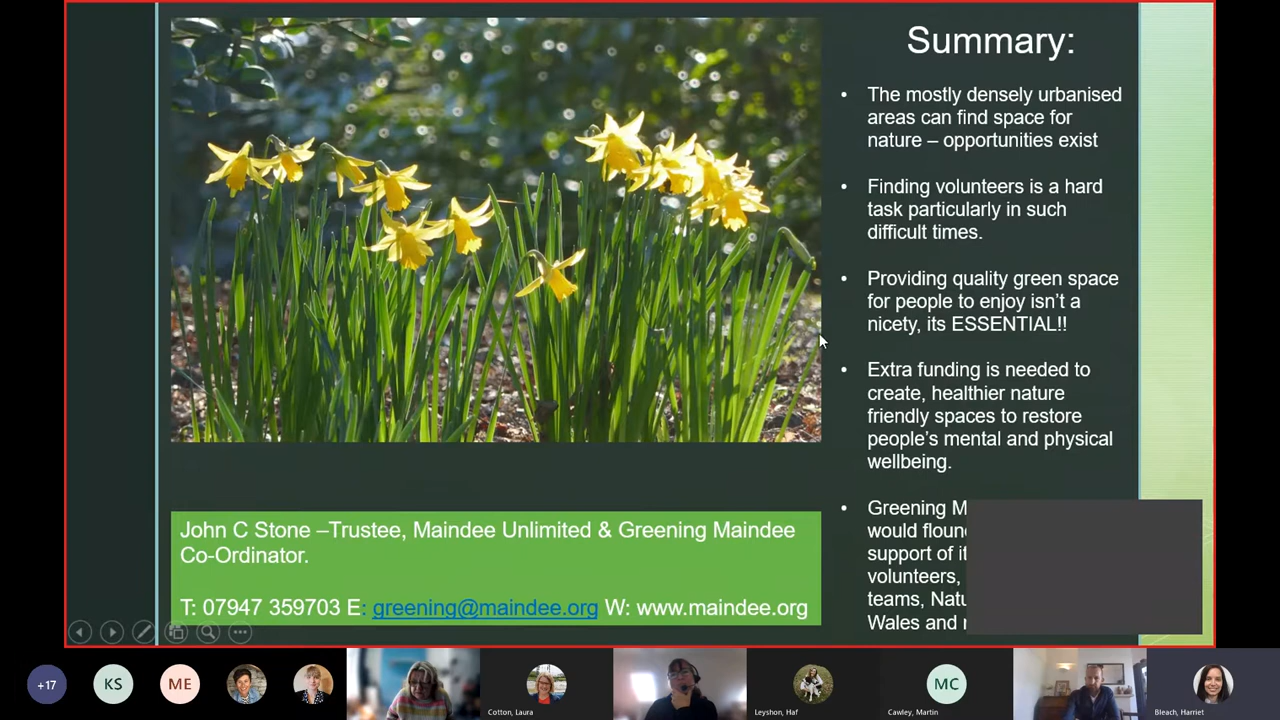 Summary:
• The mostly densely urbanised
areas can find space for
nature – opportunities exist
• Finding volunteers is a hard
task particularly in such
difficult times.
• Providing quality green space
for people to enjoy isn't a
nicety, its ESSENTIAL!!
• Extra funding is needed to
create, healthier nature
friendly spaces to restore
people's mental and physical
wellbeing.
• Greening M
would
support of
volunteers,
teams,
Wales and
John C Stone –Trustee, Maindee Unlimited & Greening Maindee
Co-Ordinator.
T: 07947 359703 E: greening@maindee.org W: www.maindee.org
+17
KS
ME
Cotton, Laura
Leyshon, Haf
MC
Cawley, Martin
Bleach, Harriet